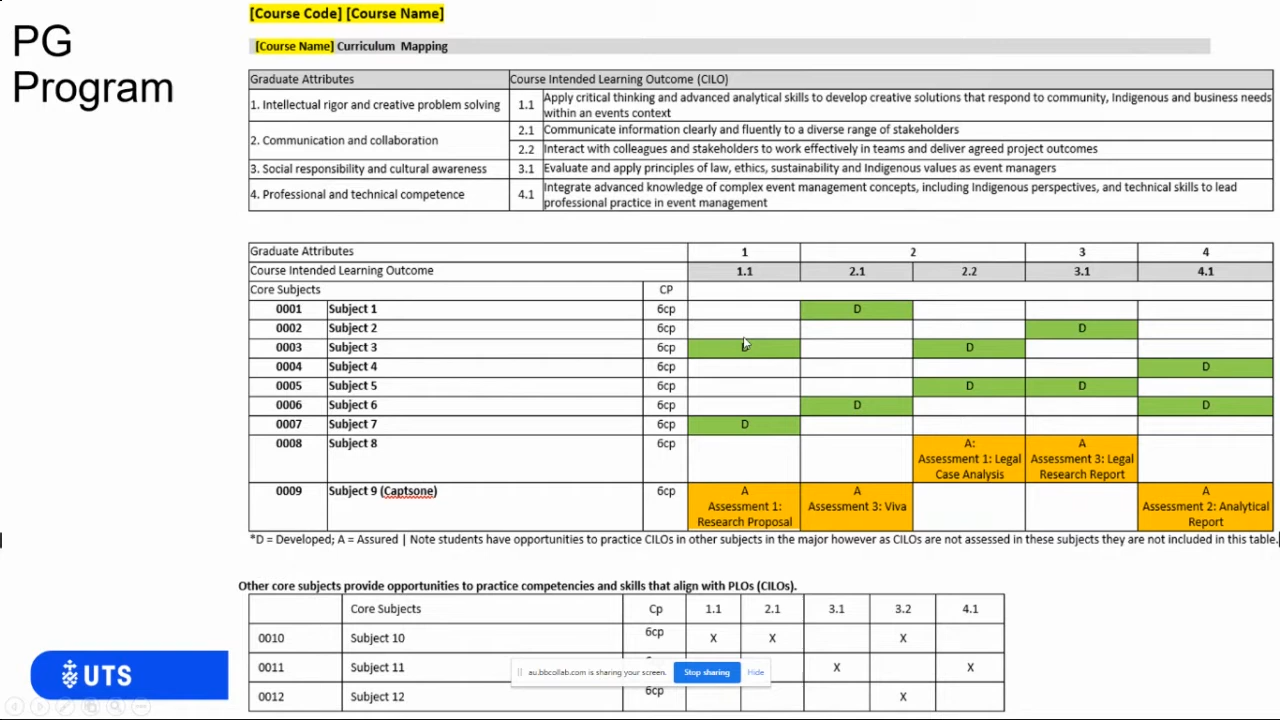 PG
Program
[Course Code] [Course Name]
[Course Name] Curriculum Mapping
Graduate Attributes Course Intended Learning Outcome (CILO)
1. Intellectual rigor and creative problem solving 1.1 Apply critical thinking and advanced analytical skills to develop creative solutions that respond to community, Indigenous and business needs
within an events context
2. Communication and collaboration 2.1 Communicate information clearly and fluently to a diverse range of stakeholders
2.2 Interact with colleagues and stakeholders to work effectively in teams and deliver agreed project outcomes
3. Social responsibility and cultural awareness 3.1 Evaluate and apply principles of law, ethics, sustainability and Indigenous values as event managers
4. Professional and technical competence 4.1 Integrate advanced knowledge of complex event management concepts, including Indigenous perspectives, and technical skills to lead
professional practice in event management
Graduate Attributes 1 2 3 4
Course Intended Learning Outcome 1.1 2.1 2.2 3.1 4.1
Core Subjects CP
0001 Subject 1 6cp D
0002 Subject 2 6cp D
0003 Subject 3 6cp D
0004 Subject 4 6cp D
0005 Subject 5 6cp D D
0006 Subject 6 6cp D D
0007 Subject 7 6cp D
0008 Subject 8 6cp A: A
Assessment 1: Legal Assessment 3: Legal
Case Analysis Research Report
0009 Subject 9 (Captsone) 6cp A A A
Assessment 1: Assessment 3: Viva Assessment 2: Analytical
Research Proposal Report
*D = Developed; A = Assured | Note students have opportunities to practice CILOs in other subjects in the major however as CILOs are not assessed in these subjects they are not included in this table.
Other core subjects provide opportunities to practice competencies and skills that align with PLOs (CILOs).
Core Subjects Cp 1.1 2.1 3.1 3.2 4.1
0010 Subject 10 6cp X X X
0011 Subject 11 X X
0012 Subject 12 6cp X
au.bbcollab.com is sharing your screen. Stop sharing Hide
UTS